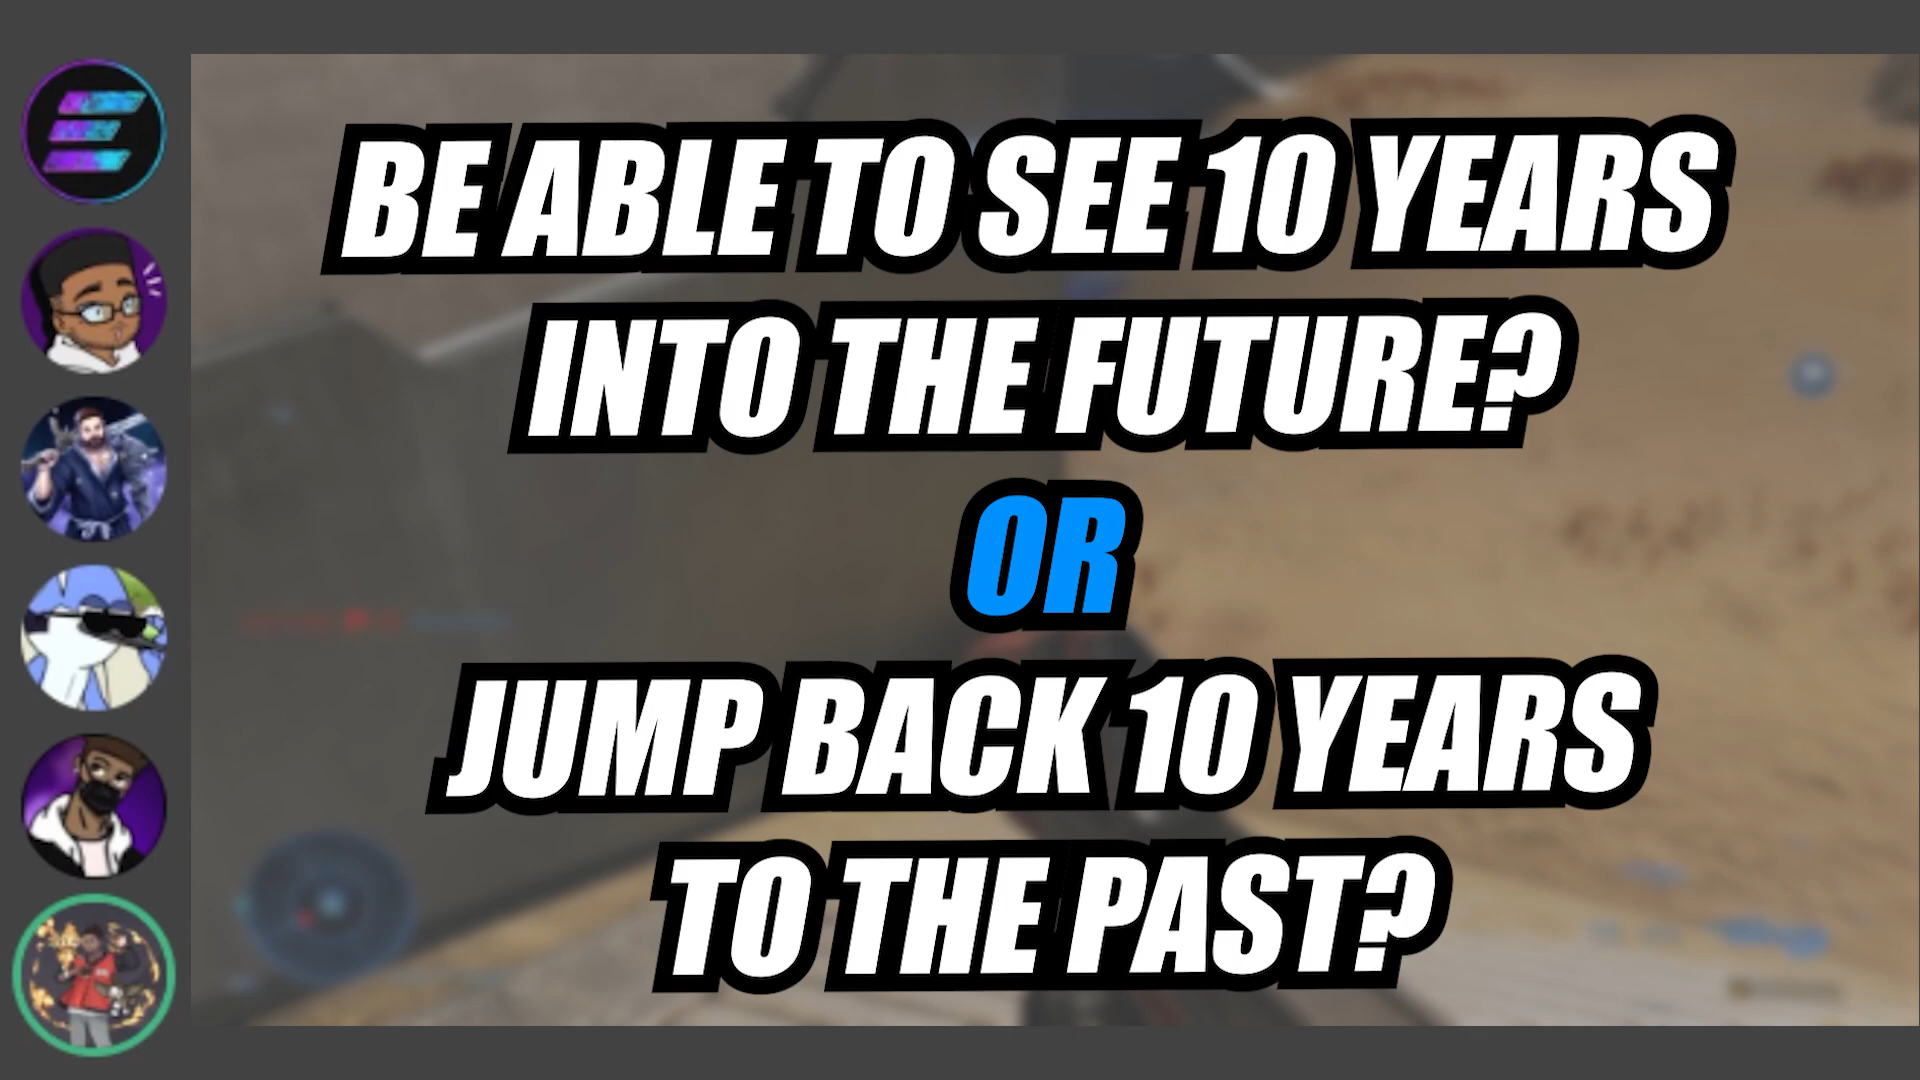 BE ABLE TO SEE 10 YEARS
INTO THE FUTURE?
OR
JUMP BACK 10 YEARS
TO THE PAST?